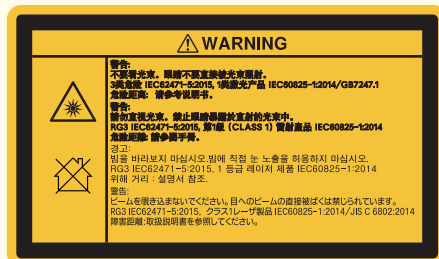 WARNING
警告:
不要看光束。眼睛不要直接被光束照射。
3类危险 IEC62471-5:2015, 1类激光产品 IEC60825-1:2014/GB7247.1
危险距离: 请参考说明书。
警告:
請勿直視光束。禁止眼睛暴露於直射的光束中。
RG3 IEC62471-5:2015, 第1級 (CLASS 1) 雷射產品 IEC60825-1:2014
危險距離: 請參閱手冊。
경고:
빔을 바라보지 마십시오.빔에 직접 눈 노출을 허용하지 마십시오.
RG3 IEC62471-5:2015, 1 등급 레이저 제품 IEC60825-1:2014
위해 거리 : 설명서 참조.
警告:
ビームを覗き込まないでください。目へのビームの直接被ばくは禁じられています。
RG3 IEC62471-5:2015, クラス1レーザ製品 IEC60825-1:2014/JIS C 6802:2014
障害距離:取扱説明書を参照してください。